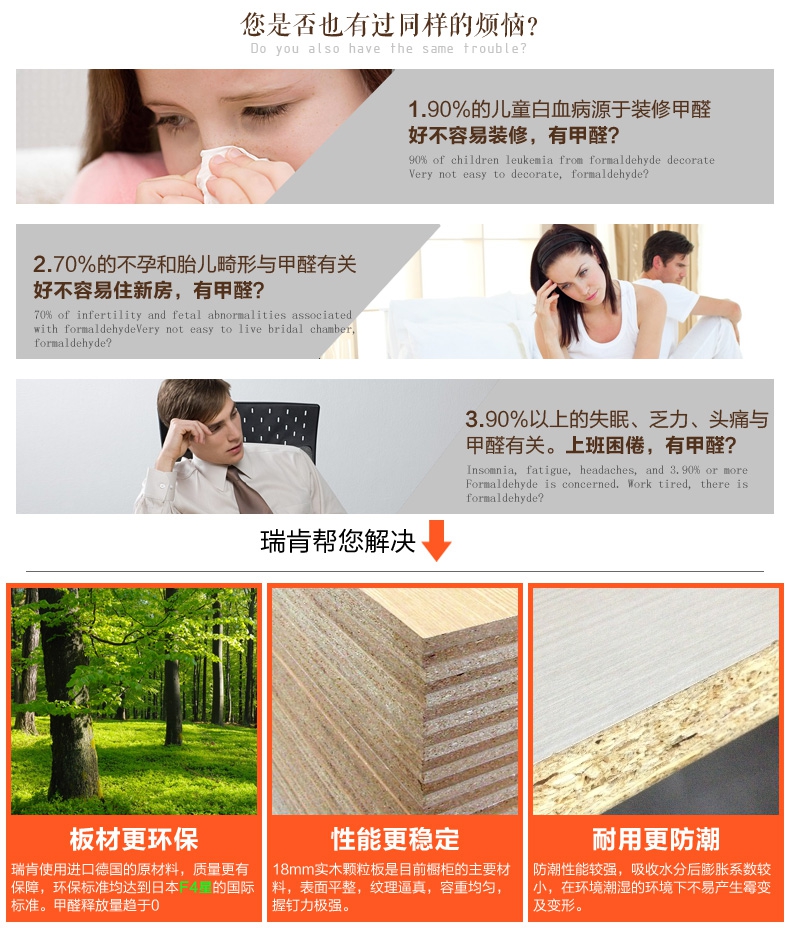 您是否也有过同样的烦恼?
Do you also have the same trouble?
1.90%的儿童白血病源于装修甲醛
好不容易装修，有甲醛?
90% of children leukemia from formaldehyde decorate
Very not easy to decorate, formaldehyde?
2.70%的不孕和胎儿畸形与甲醛有关
好不容易住新房，有甲醛?
70% of infertility and fetal abnormalities associated
with formaldehydeVery not easy to live bridal chamber,
formaldehyde?
3.90%以上的失眠、乏力、头痛与
甲醛有关。上班困倦，有甲醛?
Insomnia, fatigue, headaches, and 3.90% or more
Formaldehyde is concerned. Work tired, there is
formaldehyde?
瑞肯帮您解决
板材更环保
瑞肯使用进口德国的原材料，质量更有
保障，环保标准均达到日本F4星的国际
标准。甲醛释放量趋于0
性能更稳定
18mm实木颗粒板是目前橱柜的主要材
料，表面平整，纹理逼真，容重均匀，
握钉力极强。
耐用更防潮
防潮性能较强，吸收水分后膨胀系数较
小，在环境潮湿的环境下不易产生霉变
及变形。